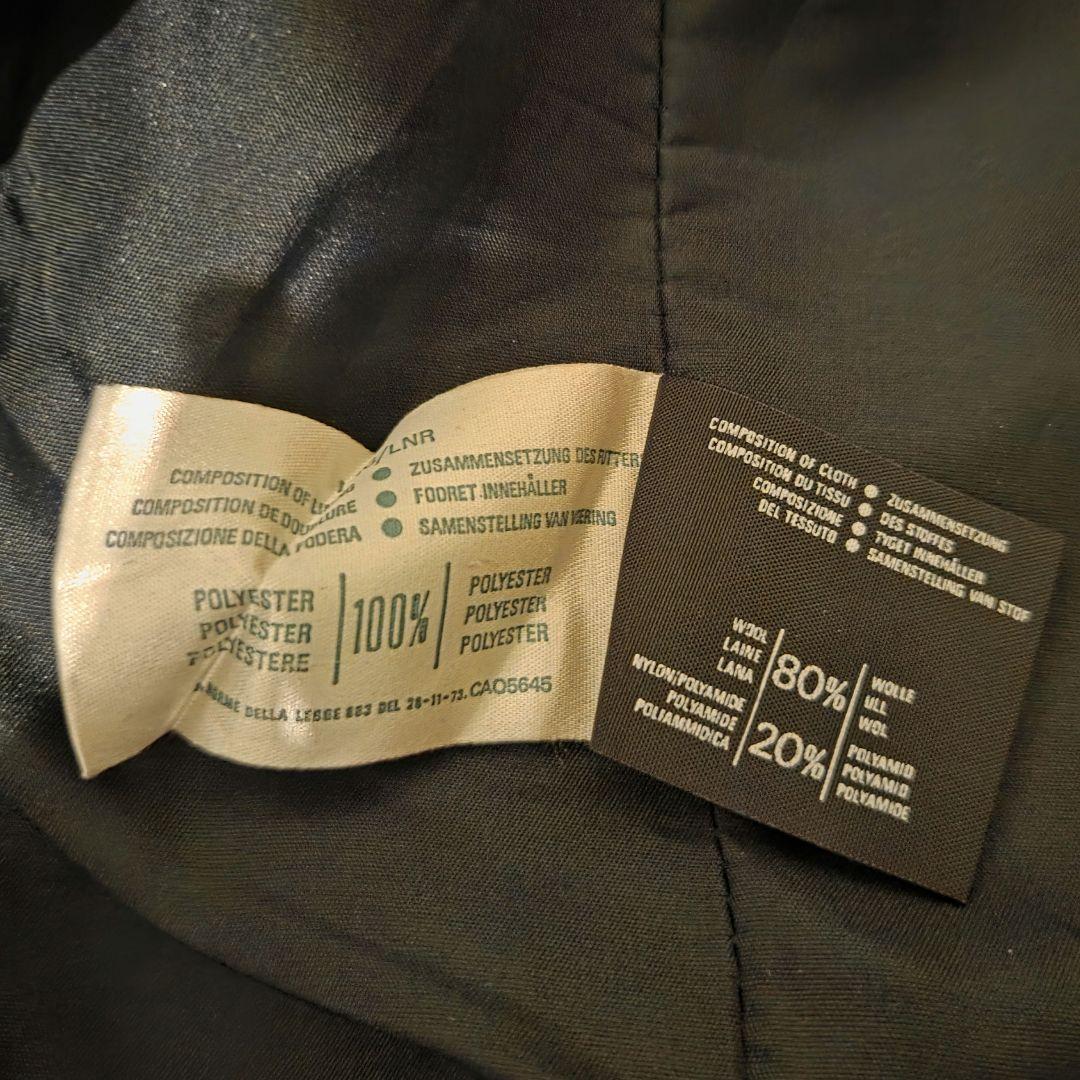 /LNR
COMPOSITION OF ● ZUSAMMENSETZUNG DES
COMPOSITION DE DOUBLURE ● FODRET INNEHÅLLER
COMPOSIZIONE DELLA FODERA ● SAMENSTELLING VAN
POLYESTER 100% POLYESTER
POLYESTER POLYESTER
POLYESTERE POLYESTER
A NORME DELLA LEGGE 883 DEL 26-11-73. CA05645
COMPOSITION OF CLOTH ● ZUSAMMENSETZUNG
COMPOSITION DU TISSU ● DES STOFFES
COMPOSIZIONE ● TYGET INNEHÅLLER
DEL TESSUTO ● SAMENSTELLING VAN STOF
WOOL 80% WOLLE
LAINE ULL
LANA WOL
NYLON/POLYAMIDE 20% POLYAMID
POLYAMIDE POLYAMID
POLIAMMIDICA POLYAMIDE